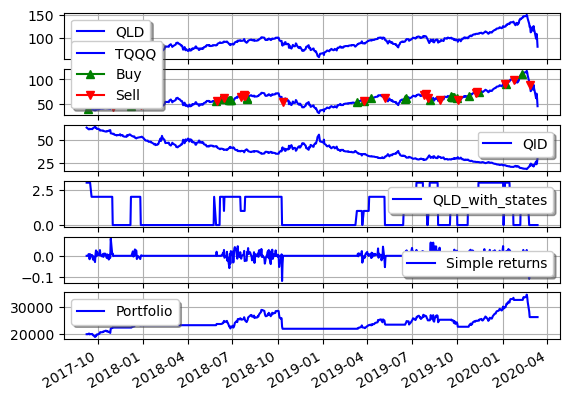 150
100
QLD
TQQQ
Buy
Sell
100
50
50
25
QID
2.5
0.0
QLD_with_states
0.0
−0.1
Simple returns
30000
20000
Portfolio
2017-10
2018-01
2018-04
2018-07
2018-10
2019-01
2019-04
2019-07
2019-10
2020-01
2020-04